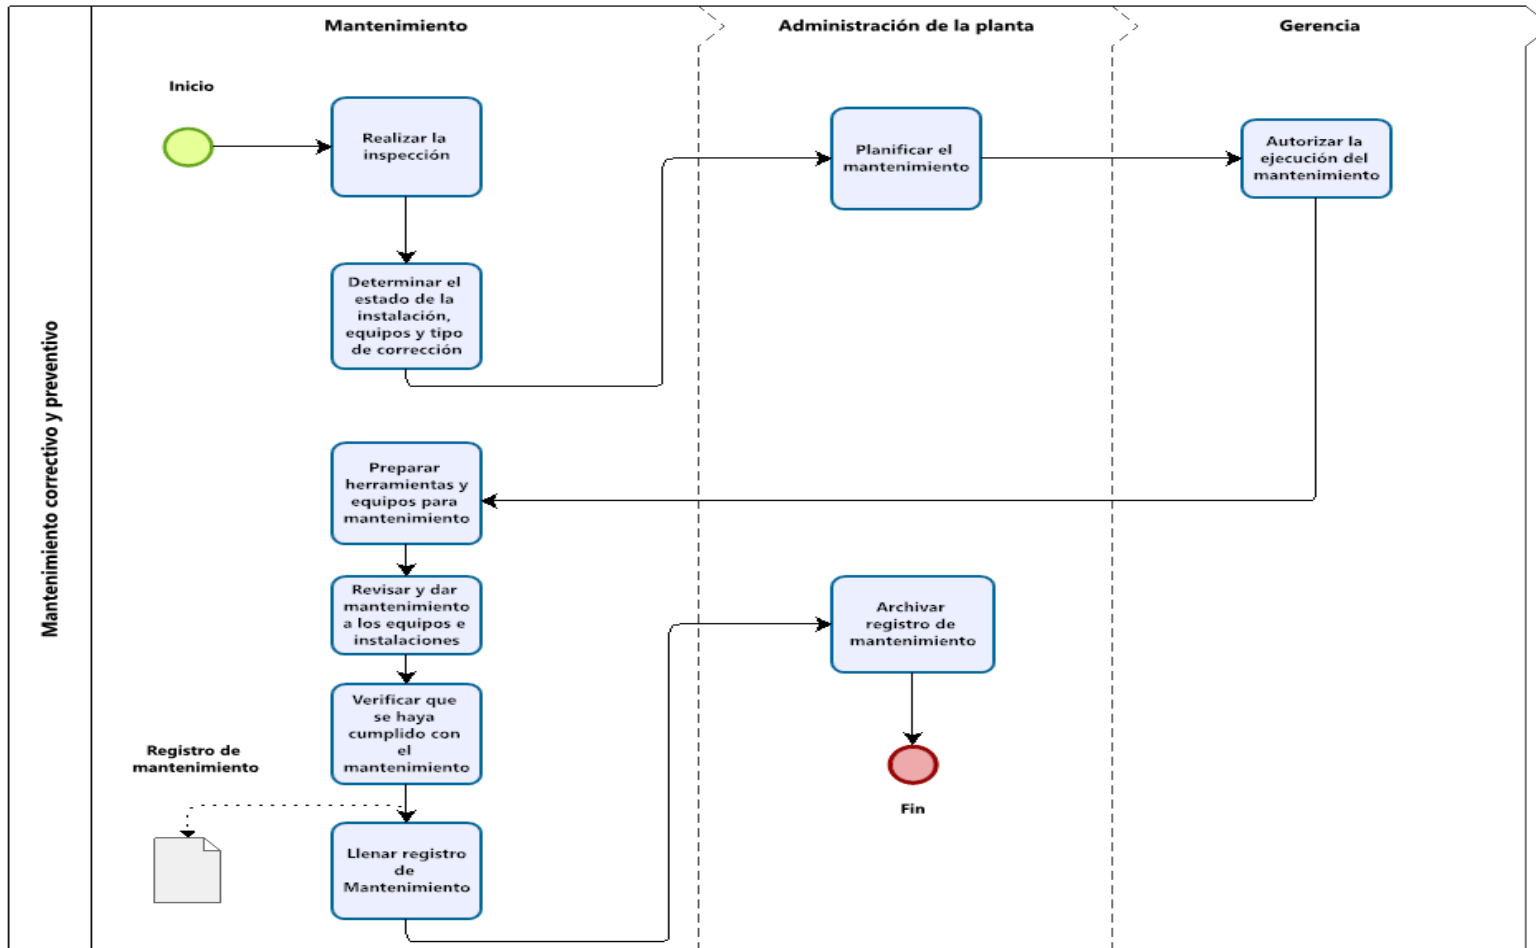 Mantenimiento
Administración de la planta
Gerencia
Mantenimiento correctivo y preventivo
Inicio
Realizar la
inspección
Planificar el
mantenimiento
Autorizar la
ejecución del
mantenimiento
Determinar el
estado de la
instalación,
equipos y tipo
de corrección
Preparar
herramientas y
equipos para
mantenimiento
Revisar y dar
mantenimiento
a los equipos e
instalaciones
Archivar
registro de
mantenimiento
Verificar que
se haya
cumplido con
el
mantenimiento
Registro de
mantenimiento
Fin
Llenar registro
de
Mantenimiento